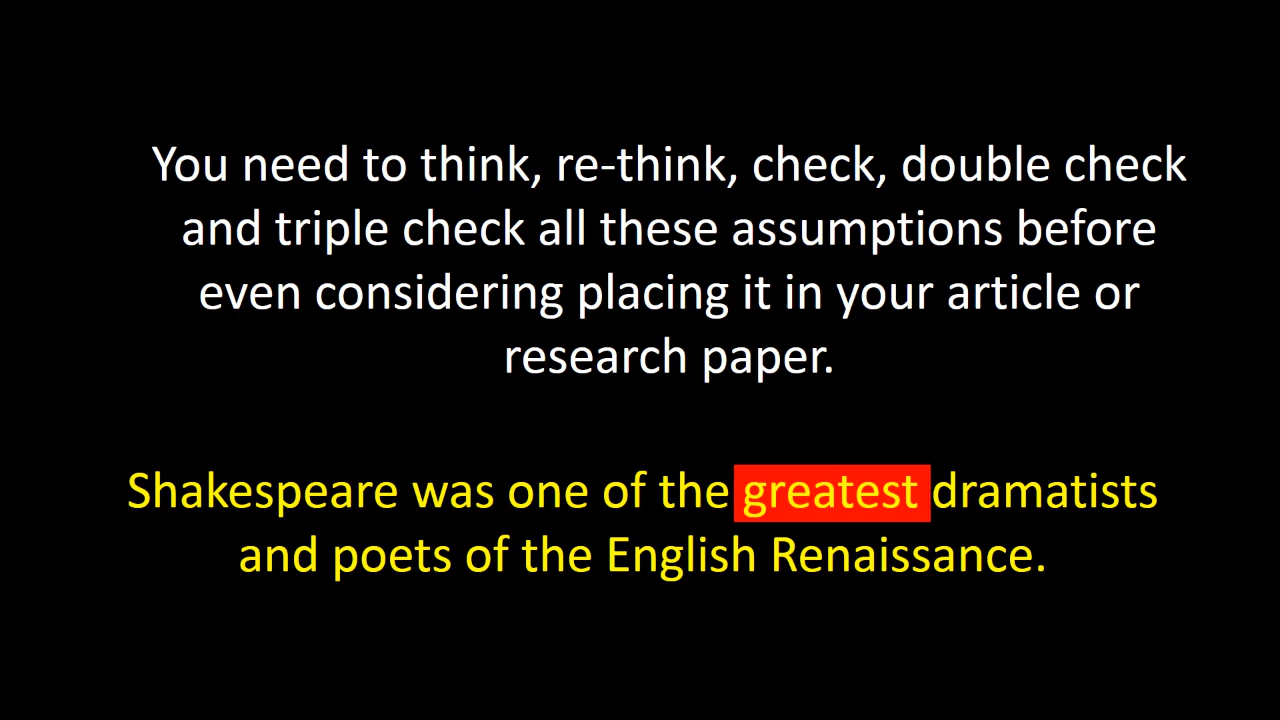 You need to think, re-think, check, double check
and triple check all these assumptions before
even considering placing it in your article or
research paper.
Shakespeare was one of the greatest dramatists
and poets of the English Renaissance.